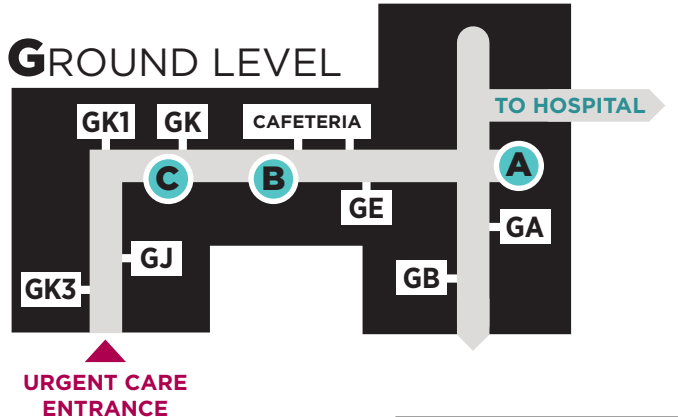 GROUND LEVEL
TO HOSPITAL
GK1
GK
CAFETERIA
C
B
A
GE
GA
GJ
GB
GK3
URGENT CARE
ENTRANCE